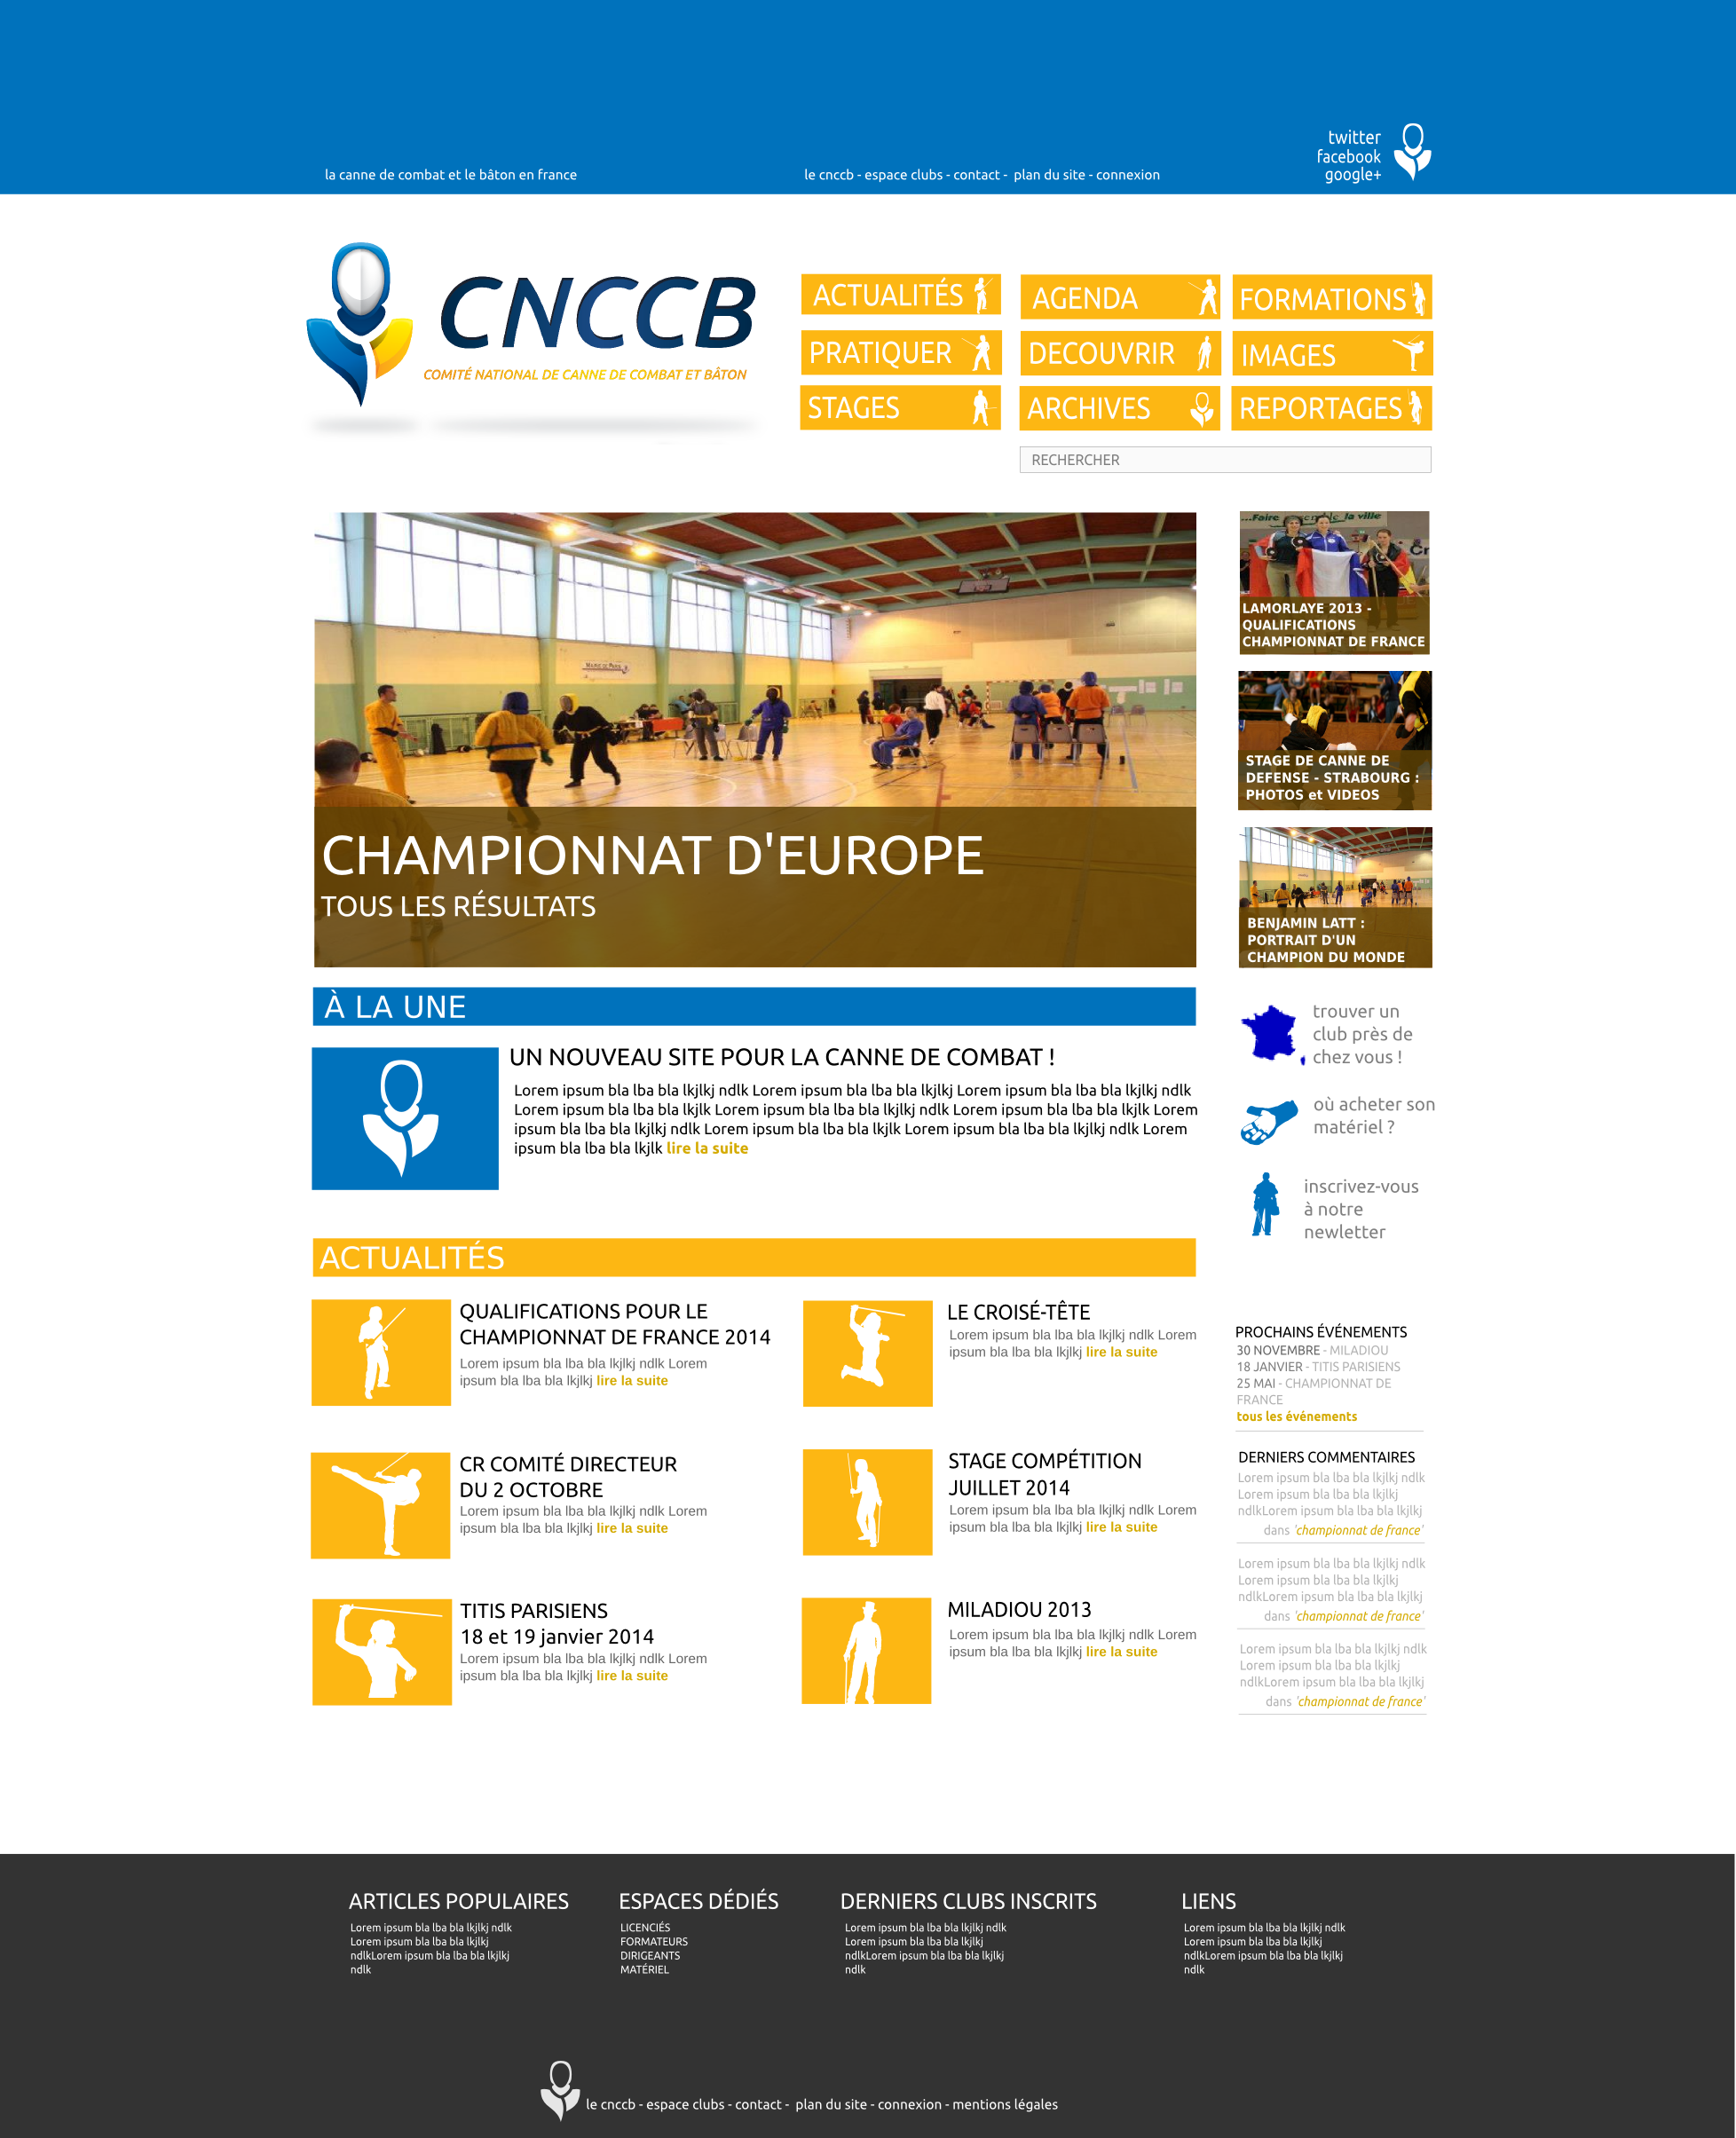 twitter
facebook
google+
la canne de combat et le bâton en france
le cnccb - espace clubs - contact - plan du site - connexion
CNCCB
COMITÉ NATIONAL DE CANNE DE COMBAT ET BÂTON
ACTUALITÉS
AGENDA
FORMATIONS
PRATIQUER
DECOUVRIR
IMAGES
STAGES
ARCHIVES
REPORTAGES
RECHERCHER
MAIRIE DE PARIS
CHAMPIONNAT D'EUROPE
TOUS LES RÉSULTATS
...Faire ensemble la ville
LAMORLAYE 2013 -
QUALIFICATIONS
CHAMPIONNAT DE FRANCE
STAGE DE CANNE DE
DEFENSE - STRABOURG :
PHOTOS et VIDEOS
BENJAMIN LATT :
PORTRAIT D'UN
CHAMPION DU MONDE
À LA UNE
UN NOUVEAU SITE POUR LA CANNE DE COMBAT !
Lorem ipsum bla lba bla lkjlkj ndlk Lorem ipsum bla lba bla lkjlkj Lorem ipsum bla lba bla lkjlkj ndlk
Lorem ipsum bla lba bla lkjlk Lorem ipsum bla lba bla lkjlkj ndlk Lorem ipsum bla lba bla lkjlk Lorem
ipsum bla lba bla lkjlkj ndlk Lorem ipsum bla lba bla lkjlk Lorem ipsum bla lba bla lkjlkj ndlk Lorem
ipsum bla lba bla lkjlk lire la suite
trouver un
club près de
chez vous !
où acheter son
matériel ?
inscrivez-vous
à notre
newletter
ACTUALITÉS
QUALIFICATIONS POUR LE
CHAMPIONNAT DE FRANCE 2014
Lorem ipsum bla lba bla lkjlkj ndlk Lorem
ipsum bla lba bla lkjlkj lire la suite
LE CROISÉ-TÊTE
Lorem ipsum bla lba bla lkjlkj ndlk Lorem
ipsum bla lba bla lkjlkj lire la suite
CR COMITÉ DIRECTEUR
DU 2 OCTOBRE
Lorem ipsum bla lba bla lkjlkj ndlk Lorem
ipsum bla lba bla lkjlkj lire la suite
STAGE COMPÉTITION
JUILLET 2014
Lorem ipsum bla lba bla lkjlkj ndlk Lorem
ipsum bla lba bla lkjlkj lire la suite
TITIS PARISIENS
18 et 19 janvier 2014
Lorem ipsum bla lba bla lkjlkj ndlk Lorem
ipsum bla lba bla lkjlkj lire la suite
MILADIOU 2013
Lorem ipsum bla lba bla lkjlkj ndlk Lorem
ipsum bla lba bla lkjlkj lire la suite
PROCHAINS ÉVÉNEMENTS
30 NOVEMBRE - MILADIOU
18 JANVIER - TITIS PARISIENS
25 MAI - CHAMPIONNAT DE
FRANCE
tous les événements
DERNIERS COMMENTAIRES
Lorem ipsum bla lba bla lkjlkj ndlk
Lorem ipsum bla lba bla lkjlkj
ndlkLorem ipsum bla lba bla lkjlkj
dans 'championnat de france'
Lorem ipsum bla lba bla lkjlkj ndlk
Lorem ipsum bla lba bla lkjlkj
ndlkLorem ipsum bla lba bla lkjlkj
dans 'championnat de france'
Lorem ipsum bla lba bla lkjlkj ndlk
Lorem ipsum bla lba bla lkjlkj
ndlkLorem ipsum bla lba bla lkjlkj
dans 'championnat de france'
ARTICLES POPULAIRES
Lorem ipsum bla lba bla lkjlkj ndlk
Lorem ipsum bla lba bla lkjlkj
ndlkLorem ipsum bla lba bla lkjlkj
ndlk
ESPACES DÉDIÉS
LICENCIÉS
FORMATEURS
DIRIGEANTS
MATÉRIEL
DERNIERS CLUBS INSCRITS
Lorem ipsum bla lba bla lkjlkj ndlk
Lorem ipsum bla lba bla lkjlkj
ndlkLorem ipsum bla lba bla lkjlkj
ndlk
LIENS
Lorem ipsum bla lba bla lkjlkj ndlk
Lorem ipsum bla lba bla lkjlkj
ndlkLorem ipsum bla lba bla lkjlkj
ndlk
le cnccb - espace clubs - contact - plan du site - connexion - mentions légales